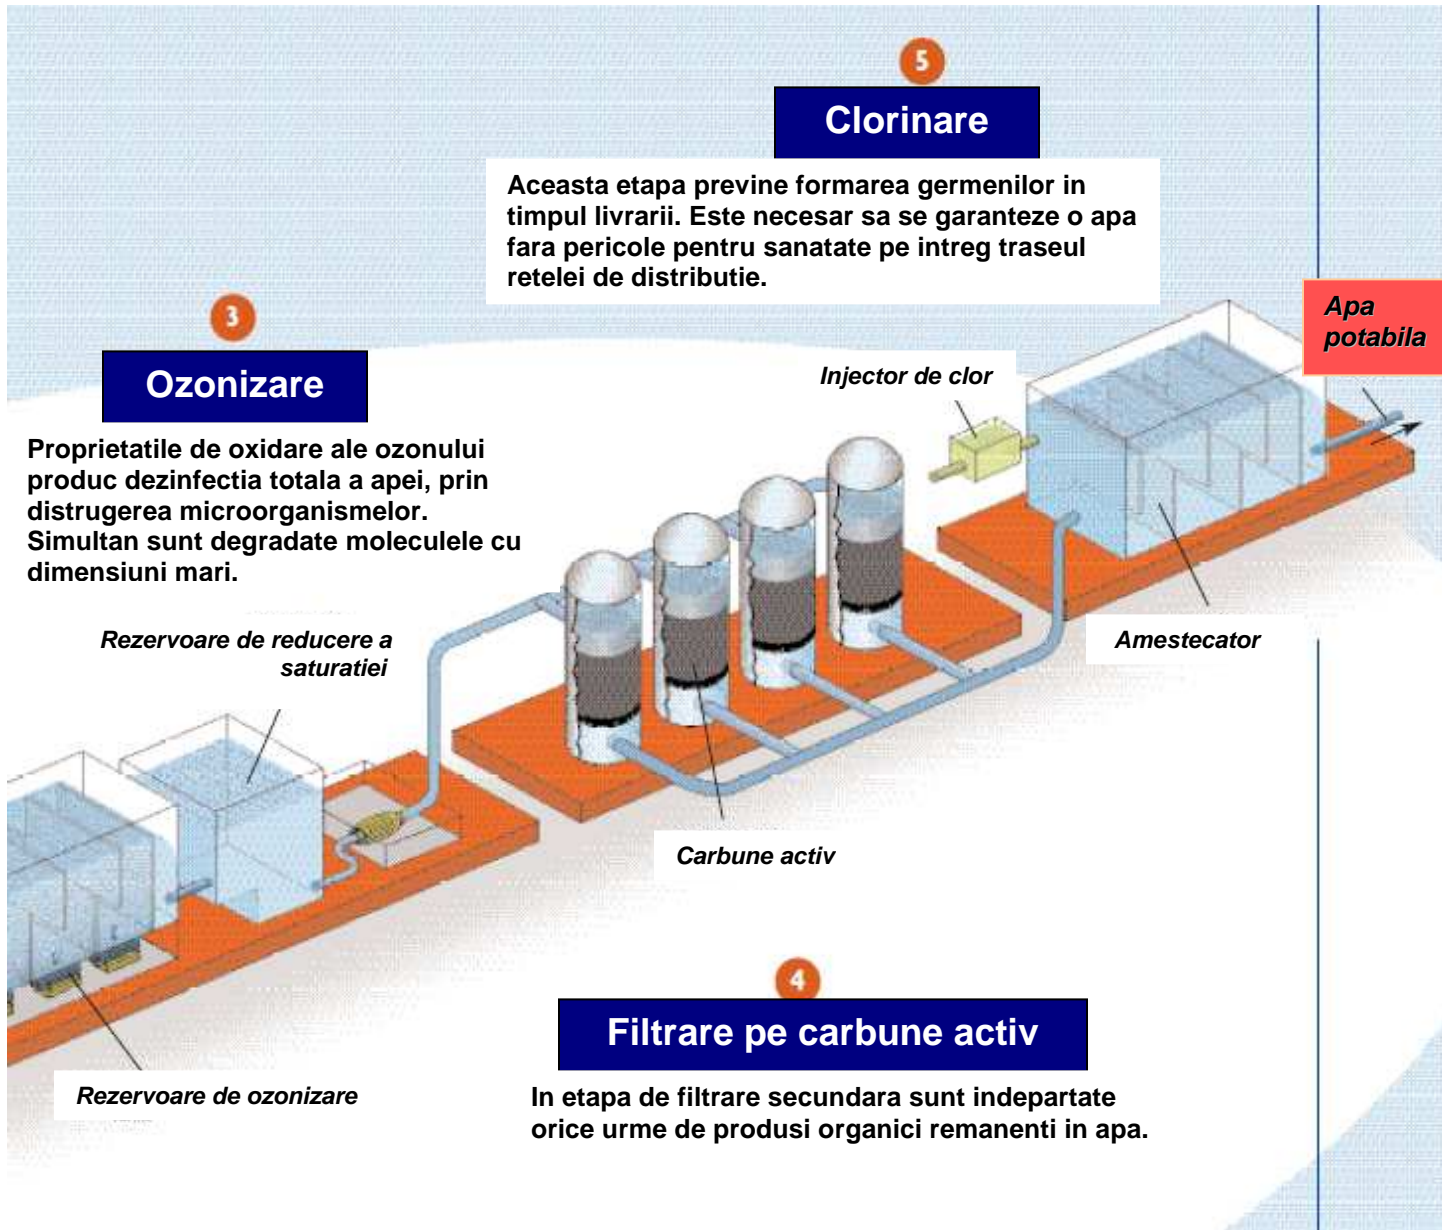 5
Clorinare
Aceasta etapa previne formarea germenilor in
timpul livrarii. Este necesar sa se garanteze o apa
fara pericole pentru sanatate pe intreg traseul
retelei de distributie.
Apa
potabila
3
Ozonizare
Injector de clor
Proprietatile de oxidare ale ozonului
produc dezinfectia totala a apei, prin
distrugerea microorganismelor.
Simultan sunt degradate moleculele cu
dimensiuni mari.
Rezervoare de reducere a
saturatiei
Amestecator
Carbune activ
4
Filtrare pe carbune activ
Rezervoare de ozonizare
In etapa de filtrare secundara sunt indepartate
orice urme de produsi organici remanenti in apa.